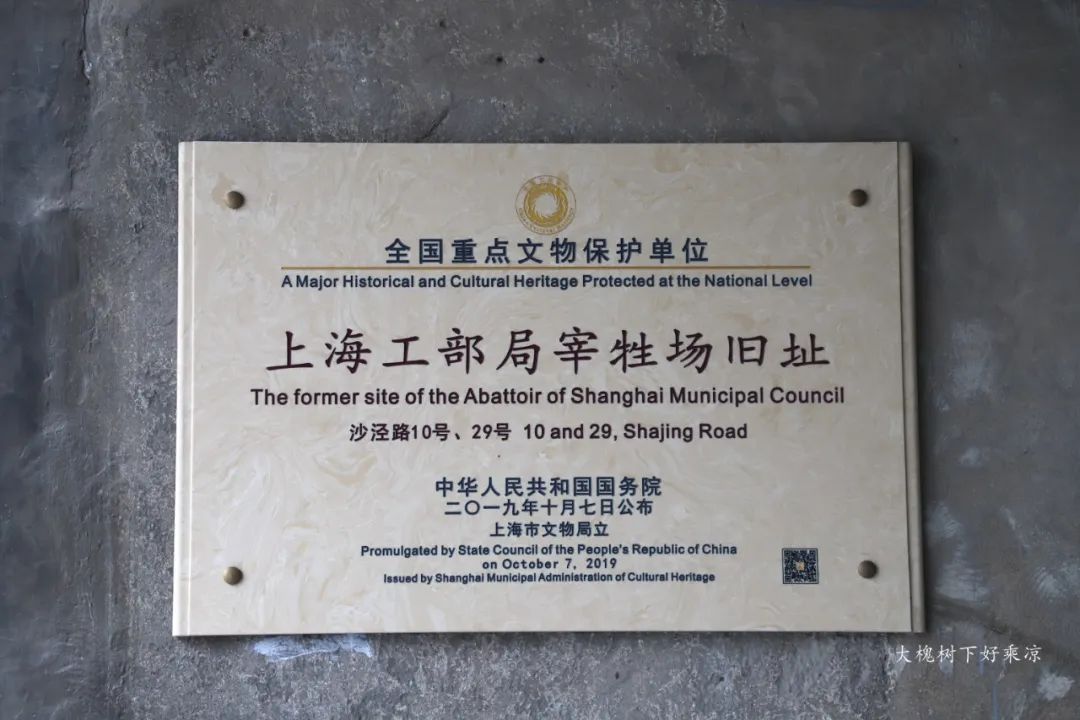 全国重点文物保护单位
A Major Historical and Cultural Heritage Protected at the National Level
上海工部局宰牲场旧址
The former site of the Abattoir of Shanghai Municipal Council
沙泾路10号、29号 10 and 29, Shajing Road
中华人民共和国国务院
二〇一九年十月七日公布
上海市文物局立
Promulgated by State Council of the People's Republic of China
on October 7, 2019
Issued by Shanghai Municipal Administration of Cultural Heritage
大槐树下好乘凉